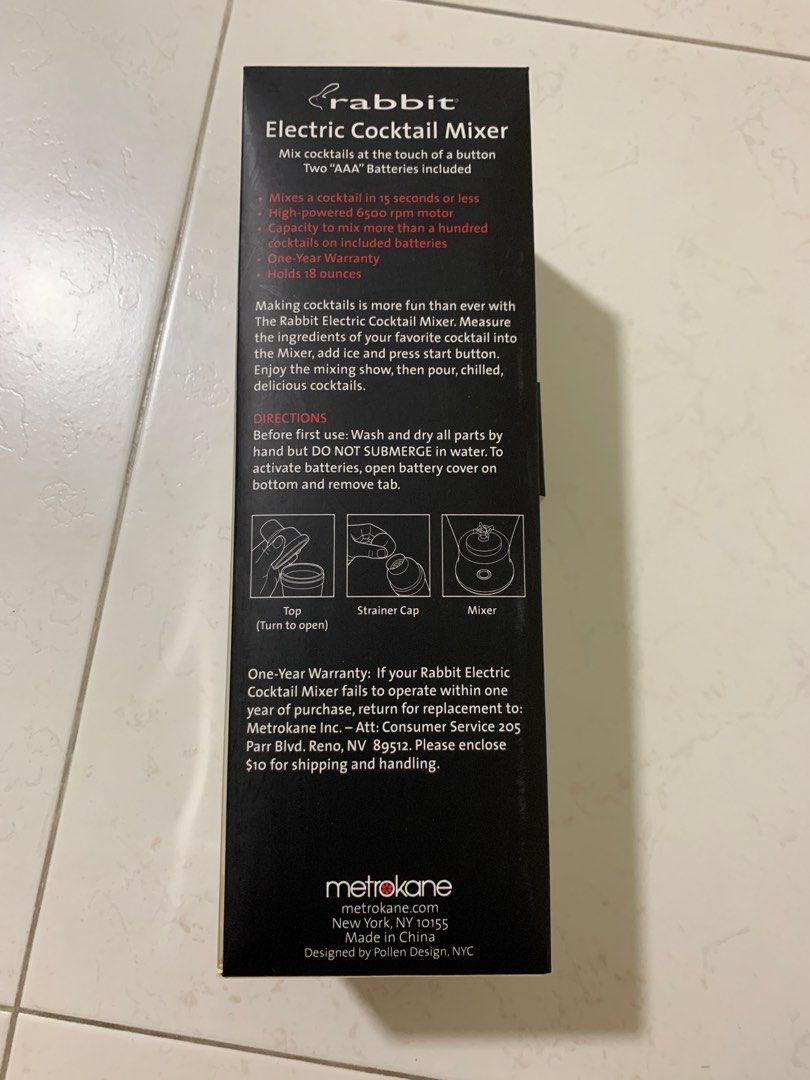 rabbit
Electric Cocktail Mixer
Mix cocktails at the touch of a button
Two "AAA" Batteries included
• Mixes a cocktail in 15 seconds or less
• High-powered 6500 rpm motor
• Capacity to mix more than a hundred
cocktails on included batteries
• One-Year Warranty
• Holds 18 ounces
Making cocktails is more fun than ever with
The Rabbit Electric Cocktail Mixer. Measure
the ingredients of your favorite cocktail into
the Mixer, add ice and press start button.
Enjoy the mixing show, then pour, chilled,
delicious cocktails.
DIRECTIONS
Before first use: Wash and dry all parts by
hand but DO NOT SUBMERGE in water. To
activate batteries, open battery cover on
bottom and remove tab.
Top
(Turn to open)
Strainer Cap
Mixer
One-Year Warranty: If your Rabbit Electric
Cocktail Mixer fails to operate within one
year of purchase, return for replacement to:
Metrokane Inc. – Att: Consumer Service 205
Parr Blvd. Reno, NV 89512. Please enclose
$10 for shipping and handling.
metrokane
metrokane.com
New York, NY 10155
Made in China
Designed by Pollen Design, NYC